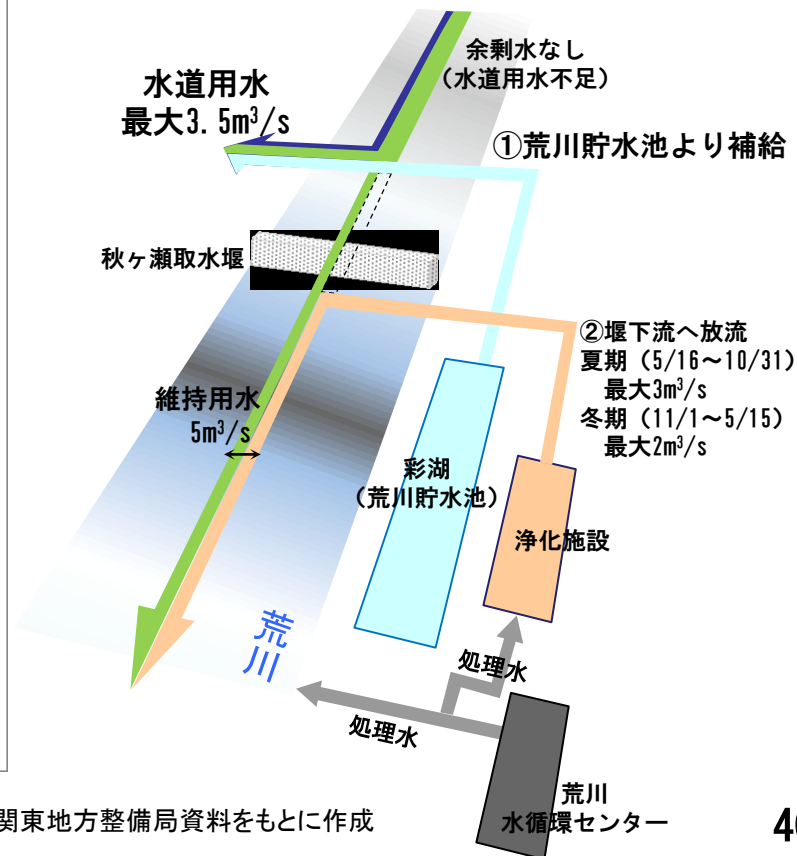 余剰水なし
（水道用水不足）
水道用水
最大3.5m³/s
①荒川貯水池より補給
秋ヶ瀬取水堰
②堰下流へ放流
夏期（5/16～10/31）
最大3m³/s
冬期（11/1～5/15）
最大2m³/s
維持用水
5m³/s
彩湖
（荒川貯水池）
浄化施設
荒川
処理水
処理水
荒川
水循環センター
関東地方整備局資料をもとに作成